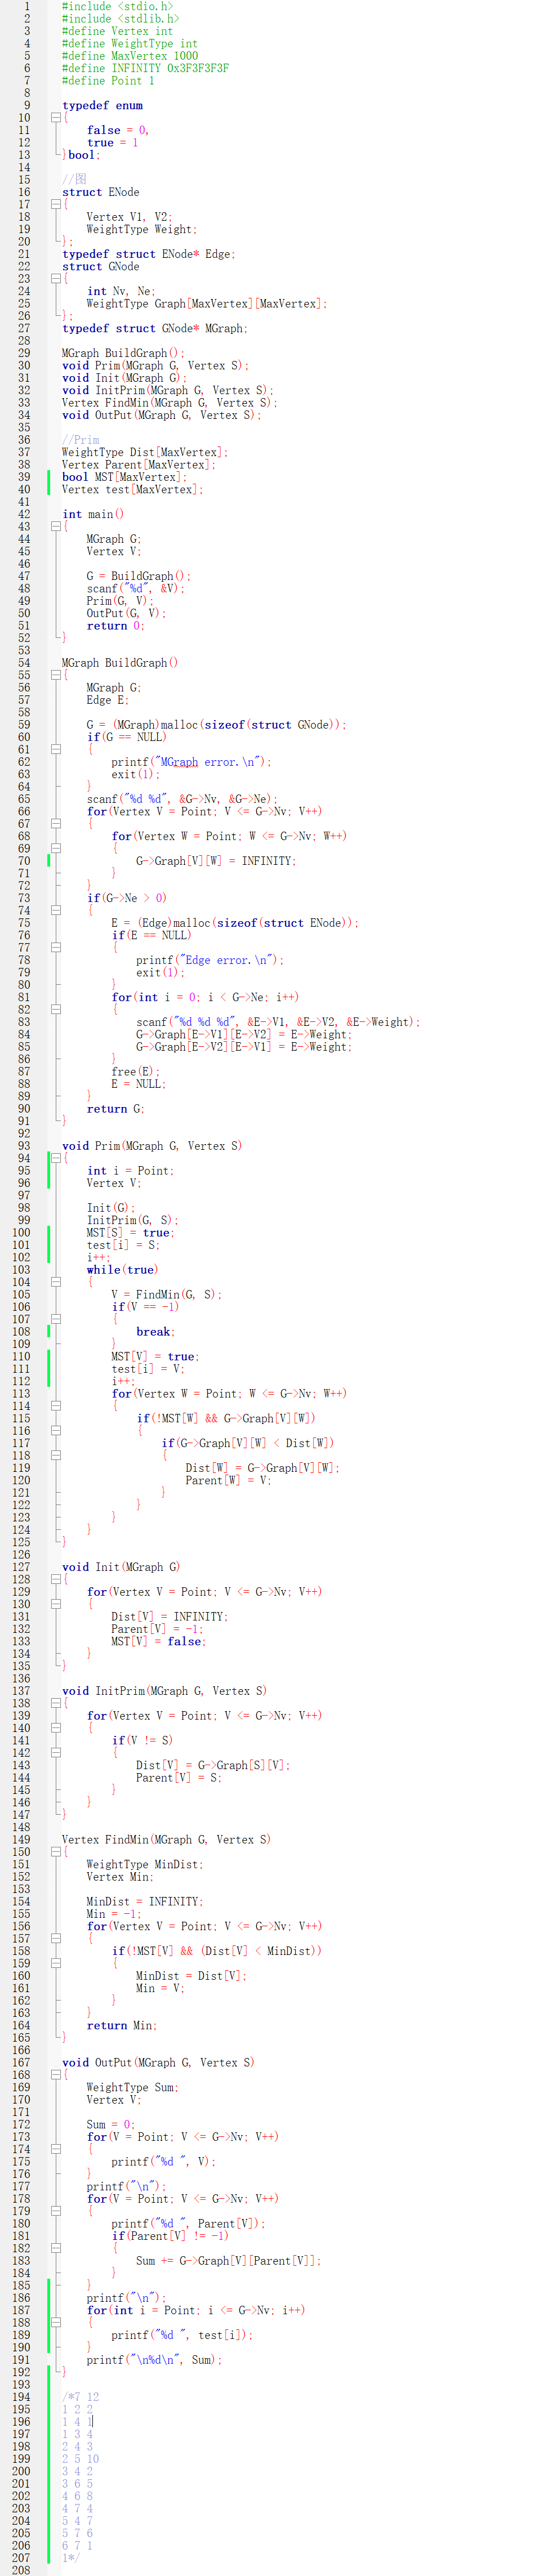 1 #include <stdio.h>
2 #include <stdlib.h>
3 #define Vertex int
4 #define WeightType int
5 #define MaxVertex 1000
6 #define INFINITY 0x3F3F3F3F
7 #define Point 1
8
9 typedef enum
10 {
11     false = 0,
12     true = 1
13 }bool;
14
15 //图
16 struct ENode
17 {
18     Vertex V1, V2;
19     WeightType Weight;
20 };
21 typedef struct ENode* Edge;
22 struct GNode
23 {
24     int Nv, Ne;
25     WeightType Graph[MaxVertex][MaxVertex];
26 };
27 typedef struct GNode* MGraph;
28
29 MGraph BuildGraph();
30 void Prim(MGraph G, Vertex S);
31 void Init(MGraph G);
32 void InitPrim(MGraph G, Vertex S);
33 Vertex FindMin(MGraph G, Vertex S);
34 void OutPut(MGraph G, Vertex S);
35
36 //Prim
37 WeightType Dist[MaxVertex];
38 Vertex Parent[MaxVertex];
39 bool MST[MaxVertex];
40 Vertex test[MaxVertex];
41
42 int main()
43 {
44     MGraph G;
45     Vertex V;
46
47     G = BuildGraph();
48     scanf("%d", &V);
49     Prim(G, V);
50     OutPut(G, V);
51     return 0;
52 }
53
54 MGraph BuildGraph()
55 {
56     MGraph G;
57     Edge E;
58
59     G = (MGraph)malloc(sizeof(struct GNode));
60     if(G == NULL)
61     {
62         printf("MGraph error.\n");
63         exit(1);
64     }
65     scanf("%d %d", &G->Nv, &G->Ne);
66     for(Vertex V = Point; V <= G->Nv; V++)
67     {
68         for(Vertex W = Point; W <= G->Nv; W++)
69         {
70             G->Graph[V][W] = INFINITY;
71         }
72     }
73     if(G->Ne > 0)
74     {
75         E = (Edge)malloc(sizeof(struct ENode));
76         if(E == NULL)
77         {
78             printf("Edge error.\n");
79             exit(1);
80         }
81         for(int i = 0; i < G->Ne; i++)
82         {
83             scanf("%d %d %d", &E->V1, &E->V2, &E->Weight);
84             G->Graph[E->V1][E->V2] = E->Weight;
85             G->Graph[E->V2][E->V1] = E->Weight;
86         }
87         free(E);
88         E = NULL;
89     }
90     return G;
91 }
92
93 void Prim(MGraph G, Vertex S)
94 {
95     int i = Point;
96     Vertex V;
97
98     Init(G);
99     InitPrim(G, S);
100     MST[S] = true;
101     test[i] = S;
102     i++;
103     while(true)
104     {
105         V = FindMin(G, S);
106         if(V == -1)
107         {
108             break;
109         }
110         MST[V] = true;
111         test[i] = V;
112         i++;
113         for(Vertex W = Point; W <= G->Nv; W++)
114         {
115             if(!MST[W] && G->Graph[V][W])
116             {
117                 if(G->Graph[V][W] < Dist[W])
118                 {
119                     Dist[W] = G->Graph[V][W];
120                     Parent[W] = V;
121                 }
122             }
123         }
124     }
125 }
126
127 void Init(MGraph G)
128 {
129     for(Vertex V = Point; V <= G->Nv; V++)
130     {
131         Dist[V] = INFINITY;
132         Parent[V] = -1;
133         MST[V] = false;
134     }
135 }
136
137 void InitPrim(MGraph G, Vertex S)
138 {
139     for(Vertex V = Point; V <= G->Nv; V++)
140     {
141         if(V != S)
142         {
143             Dist[V] = G->Graph[S][V];
144             Parent[V] = S;
145         }
146     }
147 }
148
149 Vertex FindMin(MGraph G, Vertex S)
150 {
151     WeightType MinDist;
152     Vertex Min;
153
154     MinDist = INFINITY;
155     Min = -1;
156     for(Vertex V = Point; V <= G->Nv; V++)
157     {
158         if(!MST[V] && (Dist[V] < MinDist))
159         {
160             MinDist = Dist[V];
161             Min = V;
162         }
163     }
164     return Min;
165 }
166
167 void OutPut(MGraph G, Vertex S)
168 {
169     WeightType Sum;
170     Vertex V;
171
172     Sum = 0;
173     for(V = Point; V <= G->Nv; V++)
174     {
175         printf("%d ", V);
176     }
177     printf("\n");
178     for(V = Point; V <= G->Nv; V++)
179     {
180         printf("%d ", Parent[V]);
181         if(Parent[V] != -1)
182         {
183             Sum += G->Graph[V][Parent[V]];
184         }
185     }
186     printf("\n");
187     for(int i = Point; i <= G->Nv; i++)
188     {
189         printf("%d ", test[i]);
190     }
191     printf("\n%d\n", Sum);
192 }
193
194 /*7 12
195 1 2 2
196 1 4 1
197 1 3 4
198 2 4 3
199 2 5 10
200 3 4 2
201 3 6 5
202 4 6 8
203 4 7 4
204 5 4 7
205 5 7 6
206 6 7 1
207 1*/
208